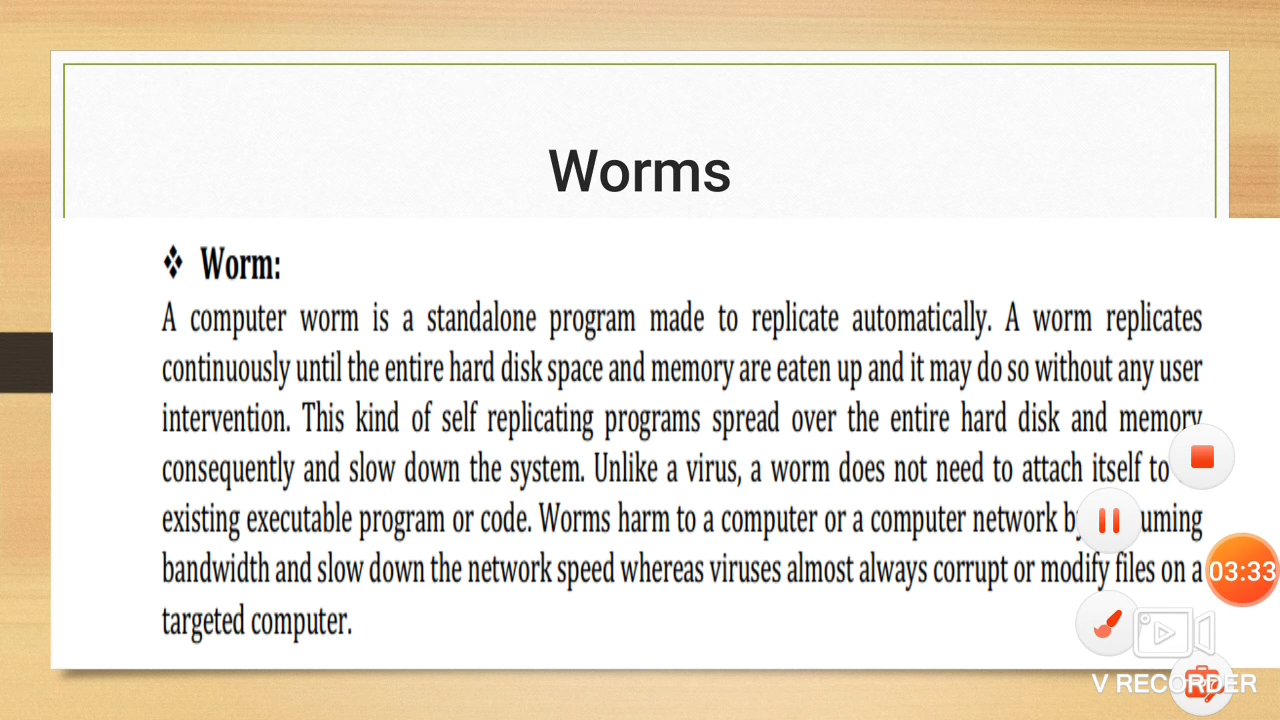 Worms
❖ Worm:
A computer worm is a standalone program made to replicate automatically. A worm replicates
continuously until the entire hard disk space and memory are eaten up and it may do so without any user
intervention. This kind of self replicating programs spread over the entire hard disk and memory
consequently and slow down the system. Unlike a virus, a worm does not need to attach itself to
existing executable program or code. Worms harm to a computer or a computer network
bandwidth and slow down the network speed whereas viruses almost always corrupt or modify files on a
targeted computer.
03:33
V RECORDER